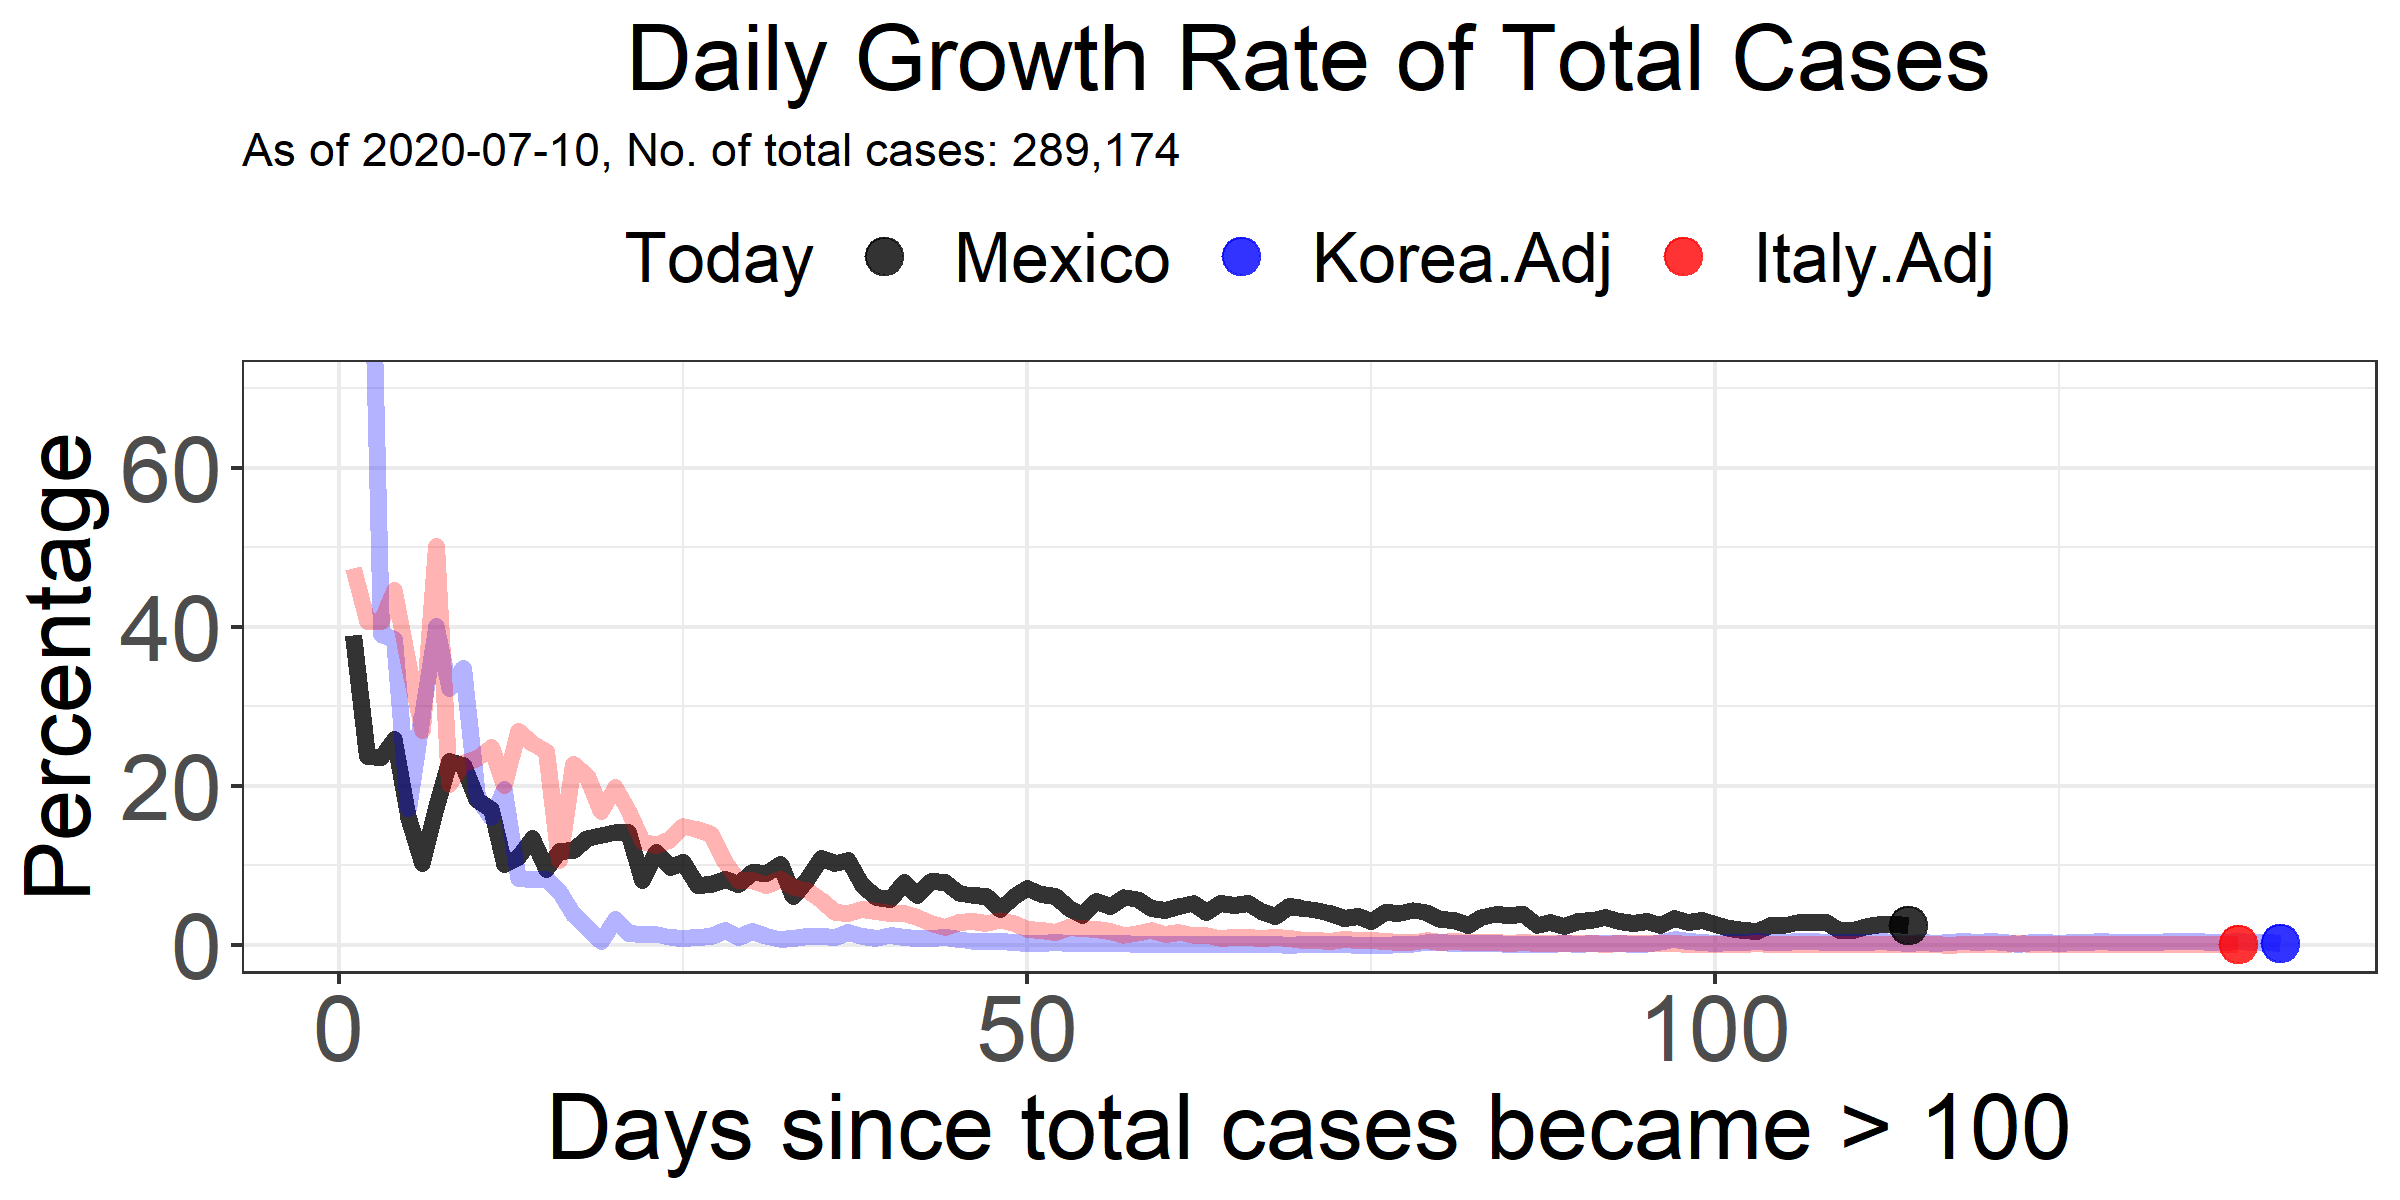 Daily Growth Rate of Total Cases
As of 2020-07-10, No. of total cases: 289,174
Today Mexico Korea.Adj Italy.Adj
Percentage
60
40
20
0
0 50 100
Days since total cases became > 100